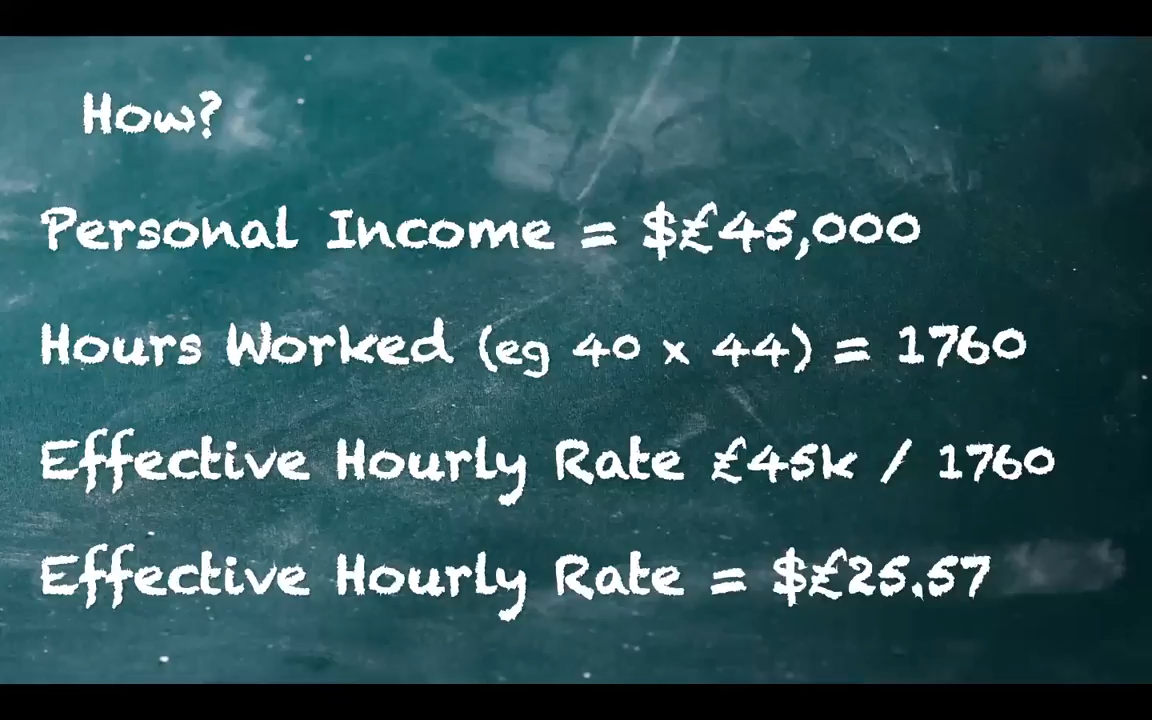 How?
Personal Income = $£45,000
Hours Worked (eg 40 x 44) = 1760
Effective Hourly Rate £45k / 1760
Effective Hourly Rate = $£25.57